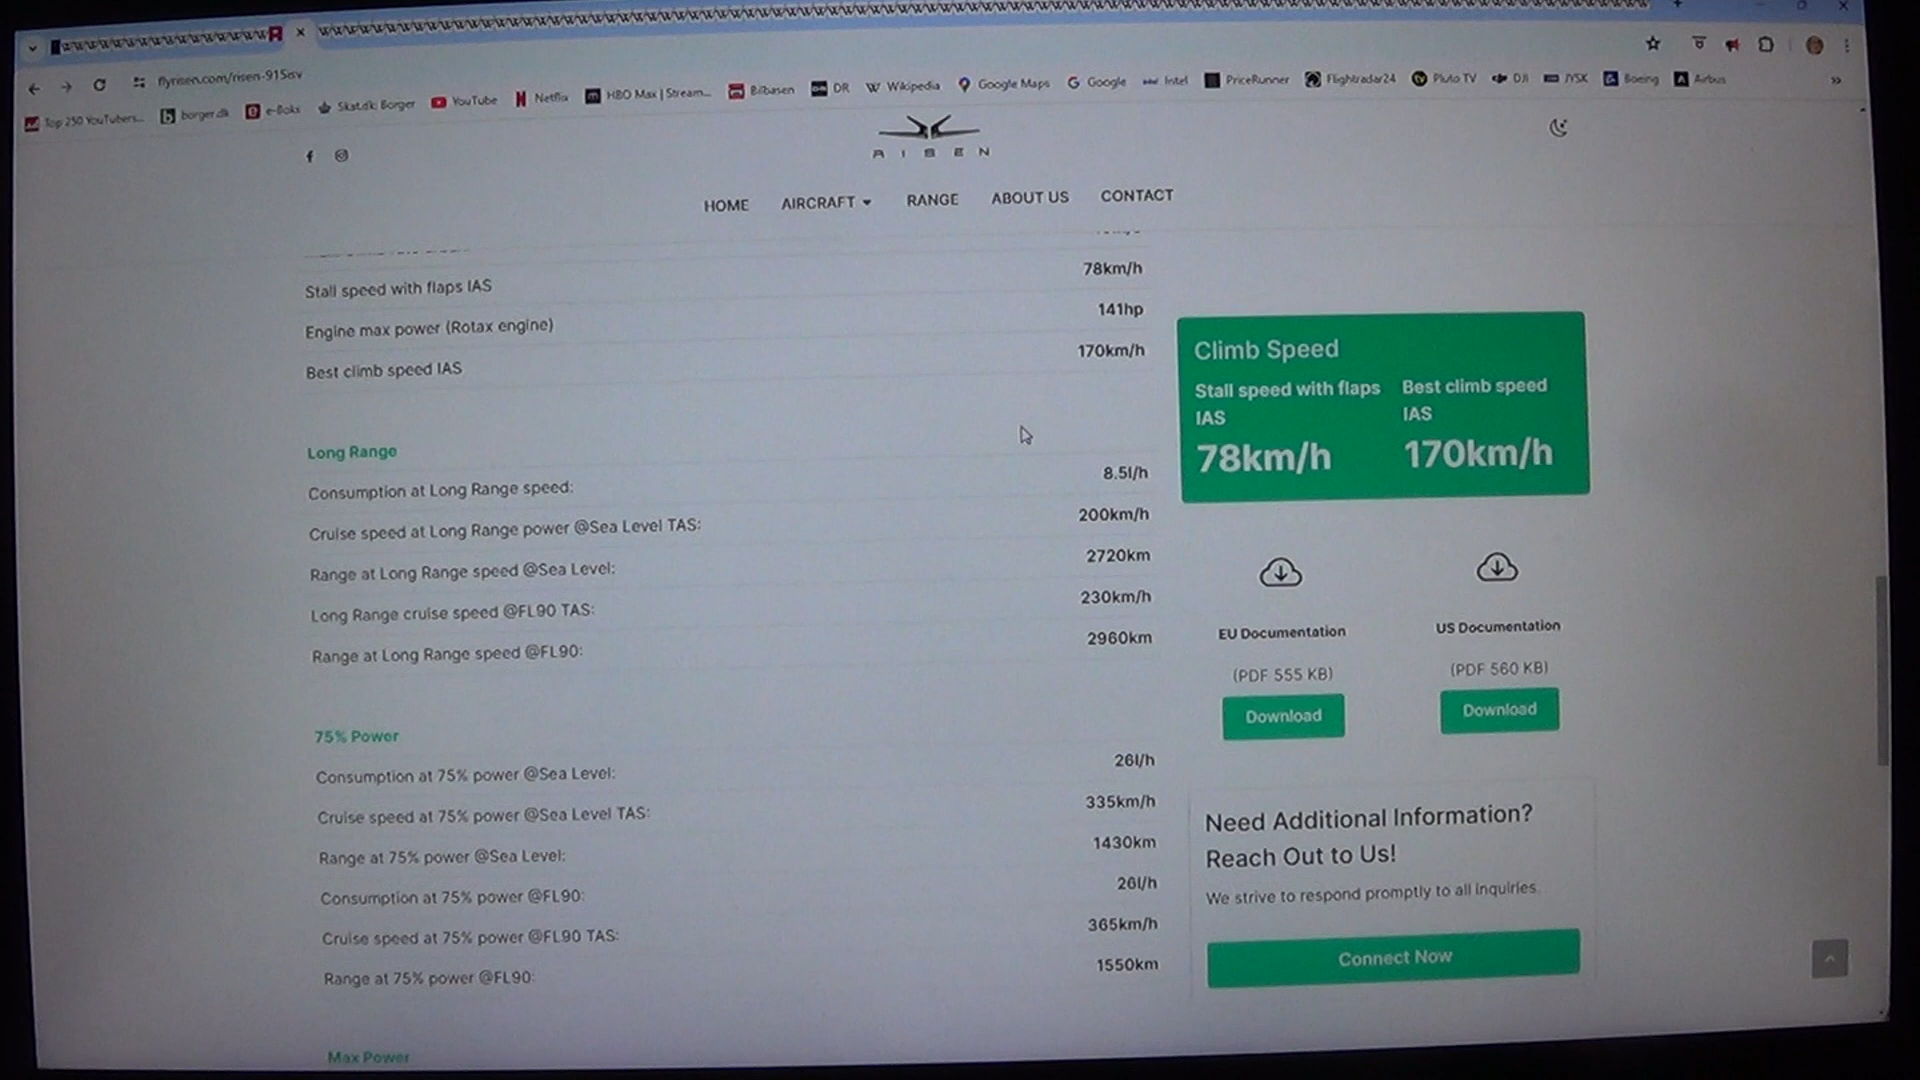 flyrisen.com/risen-915isv
Top 250 YouTubers...
borger.dk
e-Boks
Skat.dk: Borger
YouTube
Netflix
HBO Max | Stream...
Bilbasen
DR
Wikipedia
Google Maps
Google
Intel
PriceRunner
Flightradar24
Pluto TV
DJI
JYSK
Boeing
Airbus
RISEN
HOME
AIRCRAFT
RANGE
ABOUT US
CONTACT
Stall speed with flaps IAS 78km/h
Engine max power (Rotax engine) 141hp
Best climb speed IAS 170km/h
Long Range
Consumption at Long Range speed: 8.5l/h
Cruise speed at Long Range power @Sea Level TAS: 200km/h
Range at Long Range speed @Sea Level: 2720km
Long Range cruise speed @FL90 TAS: 230km/h
Range at Long Range speed @FL90: 2960km
75% Power
Consumption at 75% power @Sea Level: 26l/h
Cruise speed at 75% power @Sea Level TAS: 335km/h
Range at 75% power @Sea Level: 1430km
Consumption at 75% power @FL90: 26l/h
Cruise speed at 75% power @FL90 TAS: 365km/h
Range at 75% power @FL90: 1550km
Max Power
Climb Speed
Stall speed with flaps IAS
78km/h
Best climb speed IAS
170km/h
EU Documentation
(PDF 555 KB)
Download
US Documentation
(PDF 560 KB)
Download
Need Additional Information?
Reach Out to Us!
We strive to respond promptly to all inquiries.
Connect Now